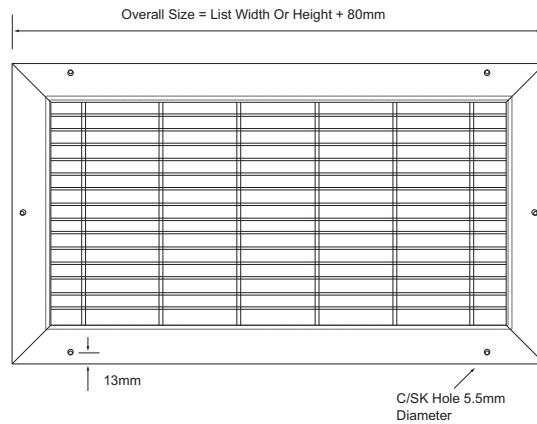 Overall Size = List Width Or Height + 80mm
13mm
C/SK Hole 5.5mm
Diameter